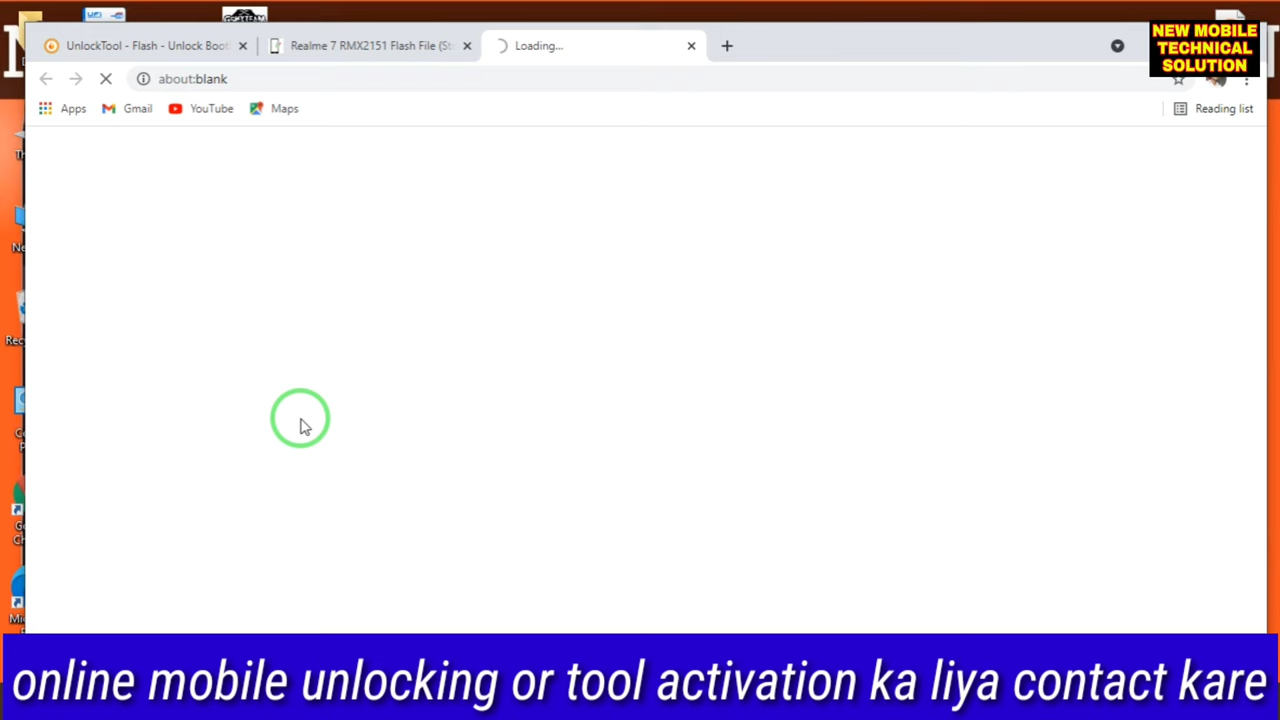 UnlockTool - Flash - Unlock Boot
Realme 7 RMX2151 Flash File (St
Loading...
NEW MOBILE
TECHNICAL
SOLUTION
about:blank
Apps
Gmail
YouTube
Maps
Reading list
online mobile unlocking or tool activation ka liya contact kare